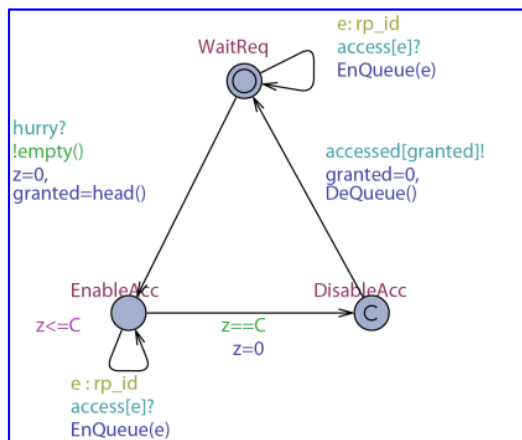 e: rp_id
access[e]?
EnQueue(e)
WaitReq
hurry?
!empty()
z=0,
granted=head()
accessed[granted]!
granted=0,
DeQueue()
EnableAcc
DisableAcc
C
z<=C
z==C
z=0
e : rp_id
access[e]?
EnQueue(e)